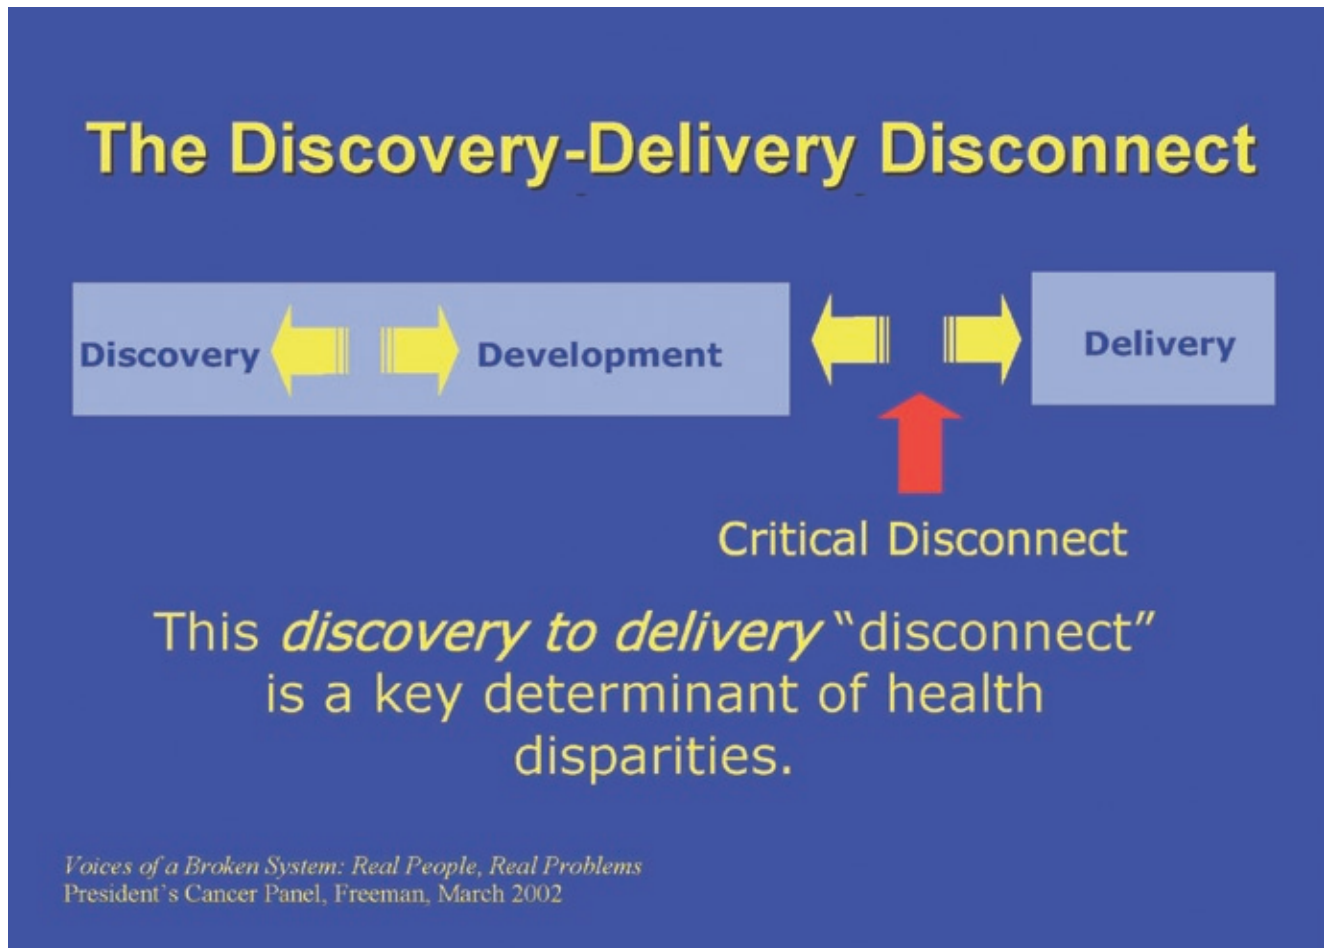 The Discovery-Delivery Disconnect
Discovery
Development
Delivery
Critical Disconnect
This discovery to delivery “disconnect”
is a key determinant of health
disparities.
Voices of a Broken System: Real People, Real Problems
President’s Cancer Panel, Freeman, March 2002